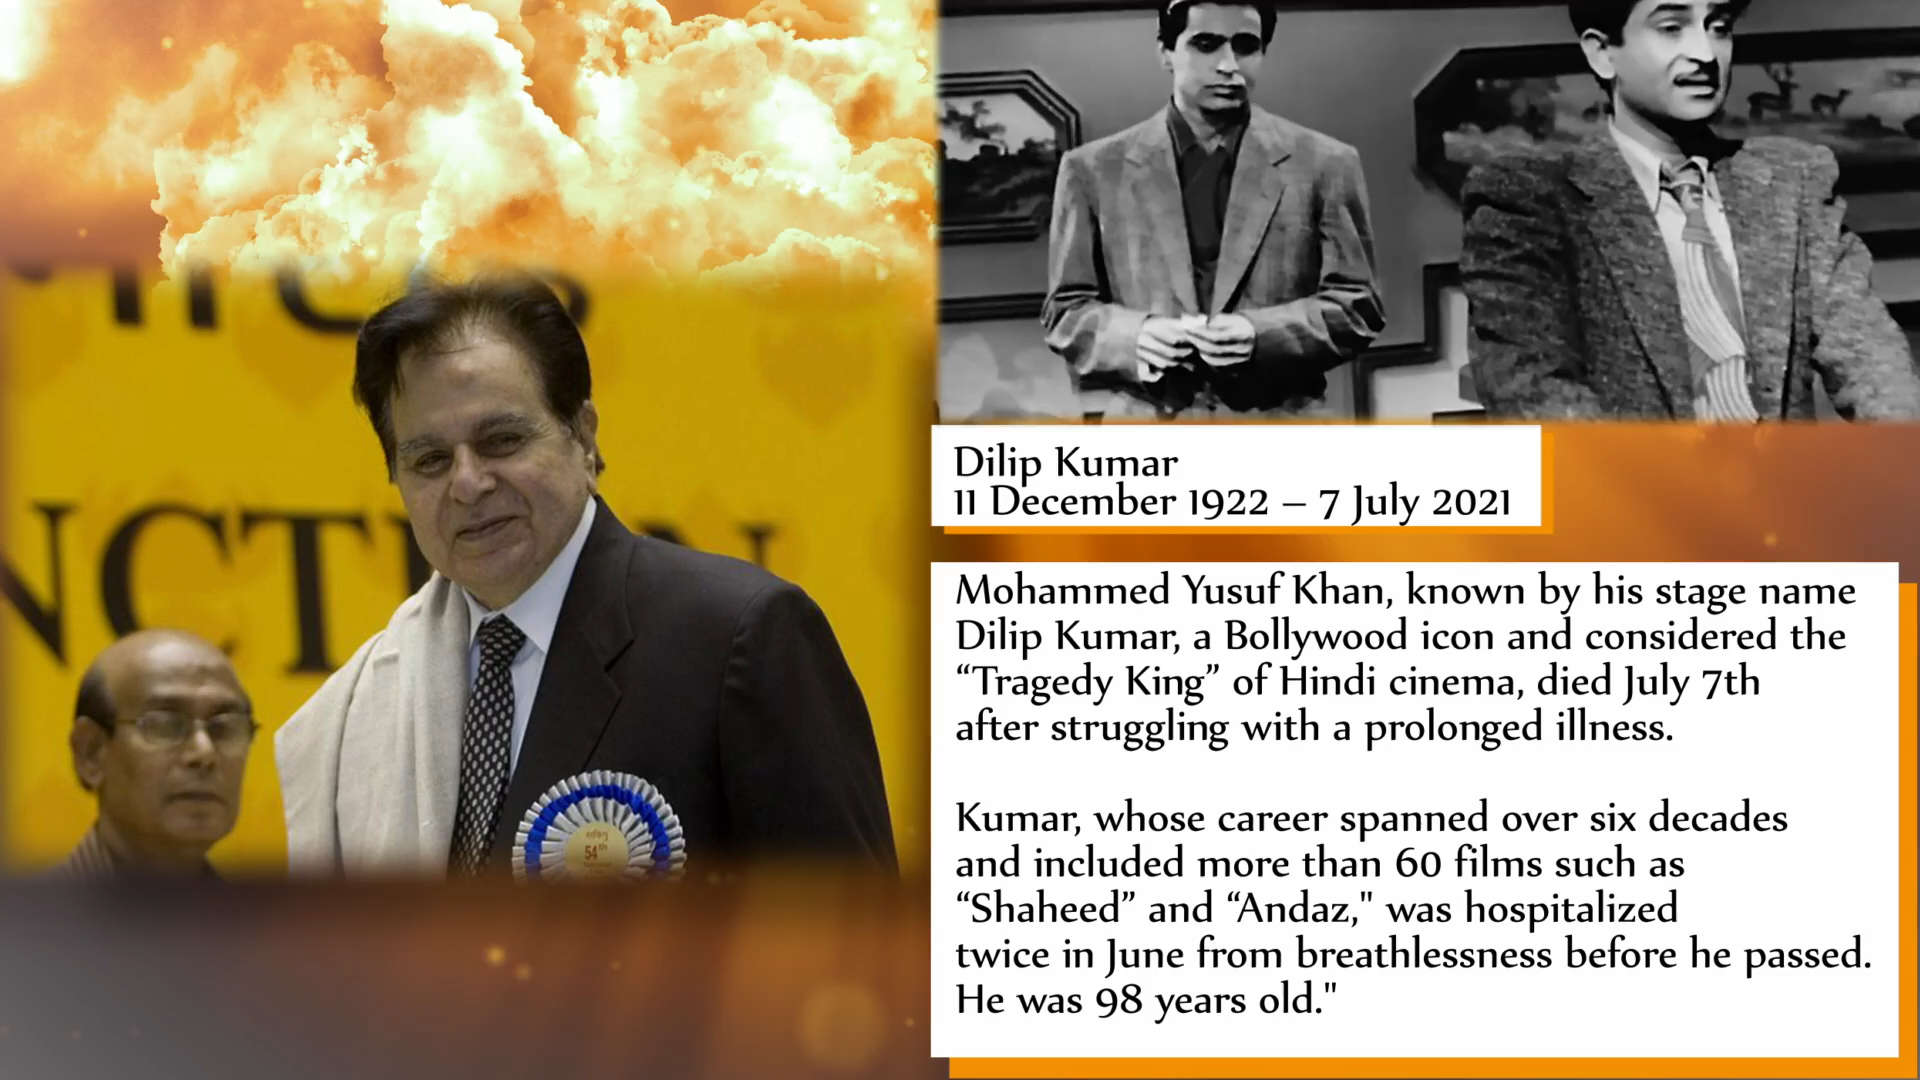 NCTION
राष्ट्रीय
54th
Dilip Kumar
11 December 1922 – 7 July 2021
Mohammed Yusuf Khan, known by his stage name
Dilip Kumar, a Bollywood icon and considered the
“Tragedy King” of Hindi cinema, died July 7th
after struggling with a prolonged illness.
Kumar, whose career spanned over six decades
and included more than 60 films such as
“Shaheed” and “Andaz," was hospitalized
twice in June from breathlessness before he passed.
He was 98 years old."